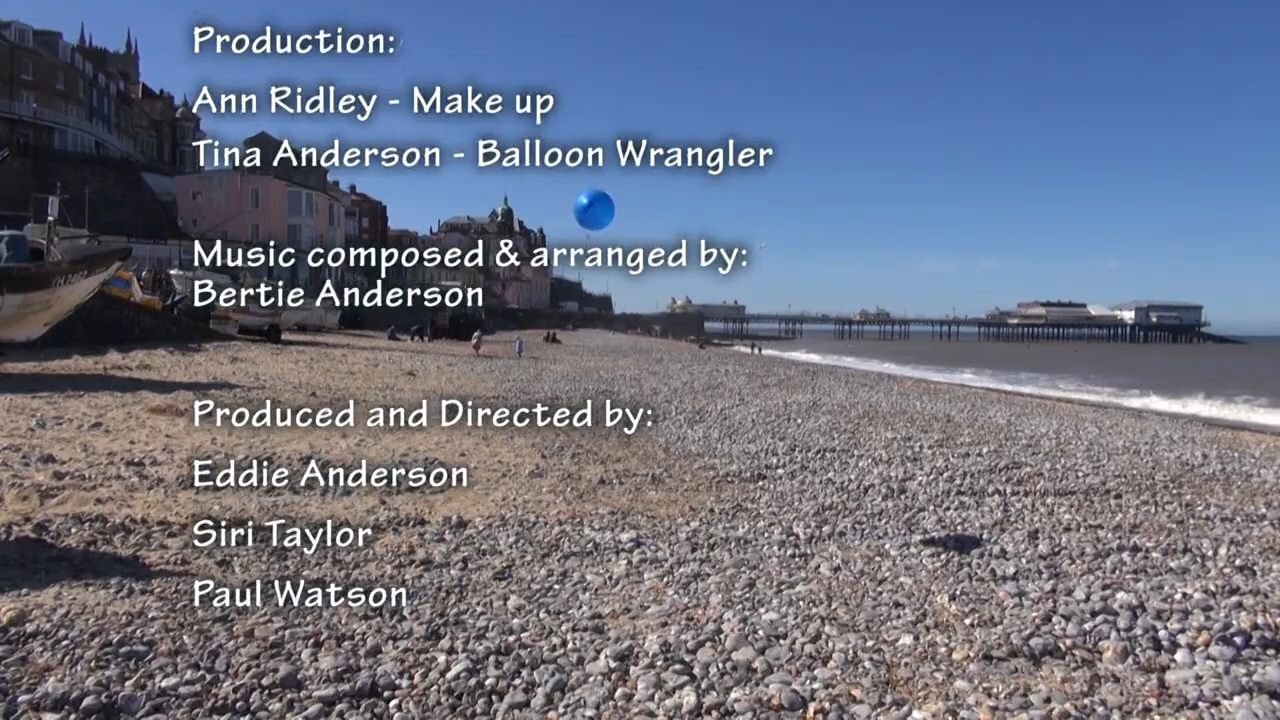 Production:
Ann Ridley - Make up
Tina Anderson - Balloon Wrangler
Music composed & arranged by:
Bertie Anderson
Produced and Directed by:
Eddie Anderson
Siri Taylor
Paul Watson